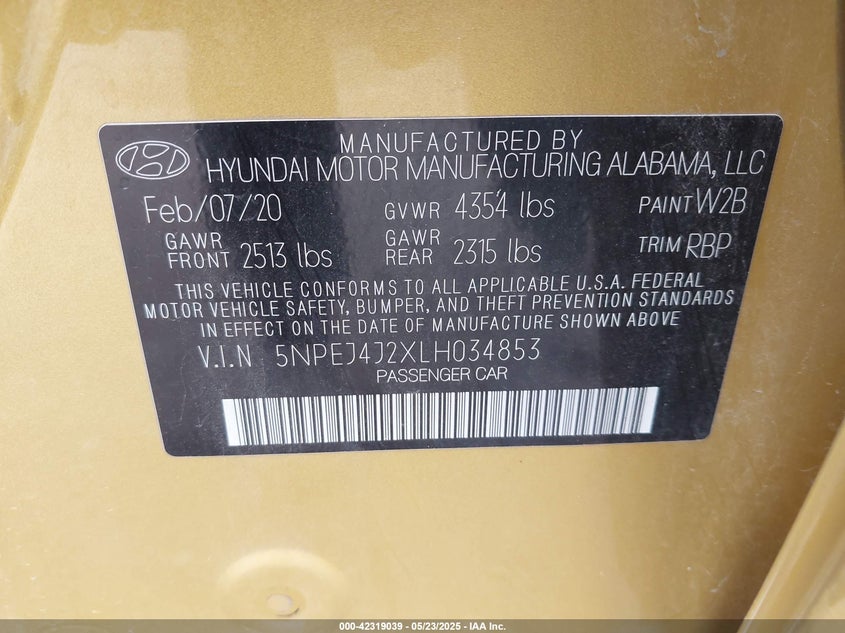 MANUFACTURED BY
HYUNDAI MOTOR MANUFACTURING ALABAMA, LLC
Feb/07/20 GVWR 4354 lbs PAINT W2B
GAWR FRONT 2513 lbs GAWR REAR 2315 lbs TRIM RBP
THIS VEHICLE CONFORMS TO ALL APPLICABLE U.S.A. FEDERAL
MOTOR VEHICLE SAFETY, BUMPER, AND THEFT PREVENTION STANDARDS
IN EFFECT ON THE DATE OF MANUFACTURE SHOWN ABOVE
V.I.N 5NPEJ4J2XLH034853
PASSENGER CAR
000-42319039 - 05/23/2025 - IAA Inc.